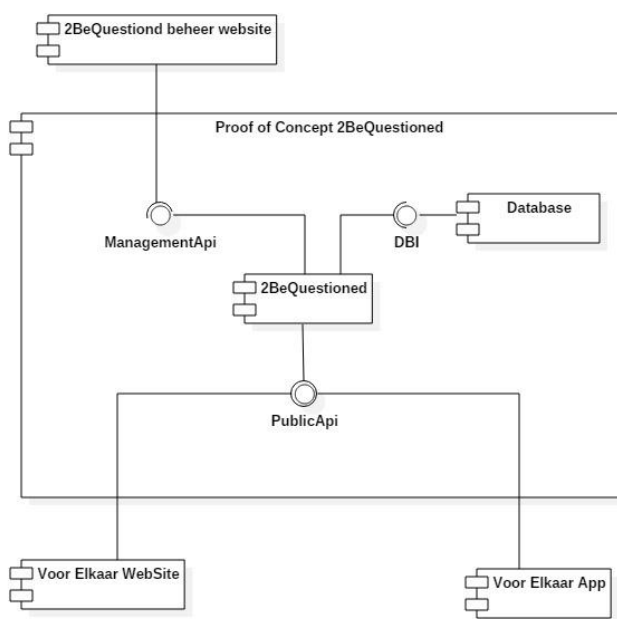 2BeQuestiond beheer website
Proof of Concept 2BeQuestioned
Database
ManagementApi
DBI
2BeQuestioned
PublicApi
Voor Elkaar WebSite
Voor Elkaar App